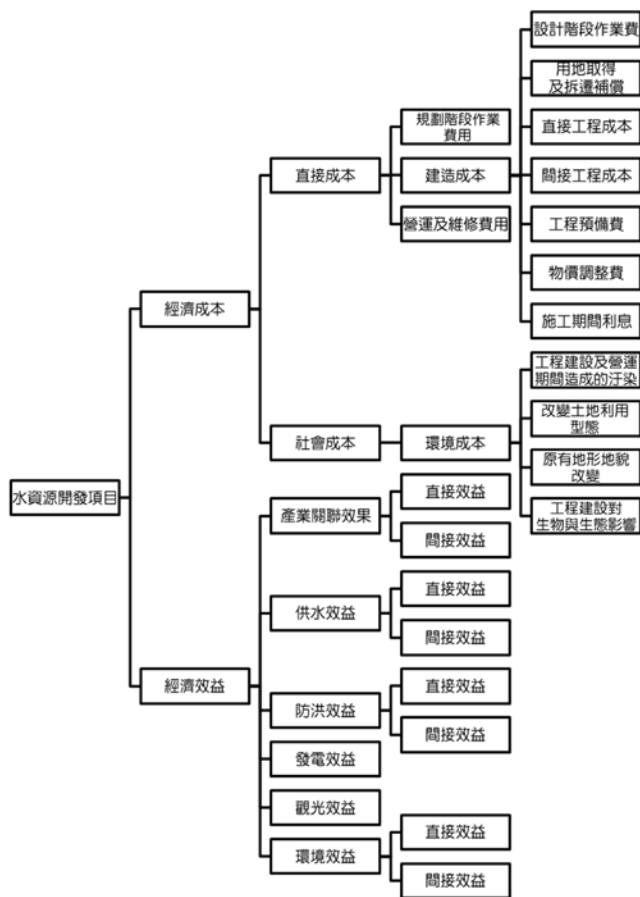 水資源開發項目
經濟成本
直接成本
規劃階段作業
費用
建造成本
設計階段作業費
用地取得
及拆遷補償
直接工程成本
間接工程成本
工程預備費
物價調整費
施工期間利息
營運及維修費用
社會成本
環境成本
工程建設及營運
期間造成的汙染
改變土地利用
型態
原有地形地貌
改變
工程建設對
生物與生態影響
經濟效益
產業關聯效果
直接效益
間接效益
供水效益
直接效益
間接效益
防洪效益
直接效益
間接效益
發電效益
觀光效益
環境效益
直接效益
間接效益